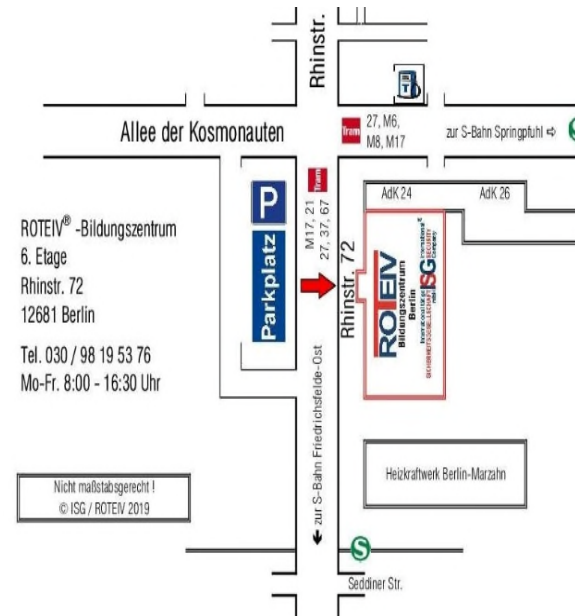 Rhinstr.
Allee der Kosmonauten
Tram
27, M6,
M8, M17
zur S-Bahn Springpfuhl ⇨
S
P
Parkplatz
Tram
M17, 21
27, 37, 67
AdK 24
AdK 26
ROTEIV® -Bildungszentrum
6. Etage
Rhinstr. 72
12681 Berlin
Tel. 030 / 98 19 53 76
Mo-Fr. 8:00 - 16:30 Uhr
Rhinstr. 72
ROTEIV
Bildungszentrum
Berlin
ISG
SECURITY
Company
← zur S-Bahn Friedrichsfelde-Ost
Heizkraftwerk Berlin-Marzahn
Nicht maßstabsgerecht !
© ISG / ROTEIV 2019
S
Seddiner Str.